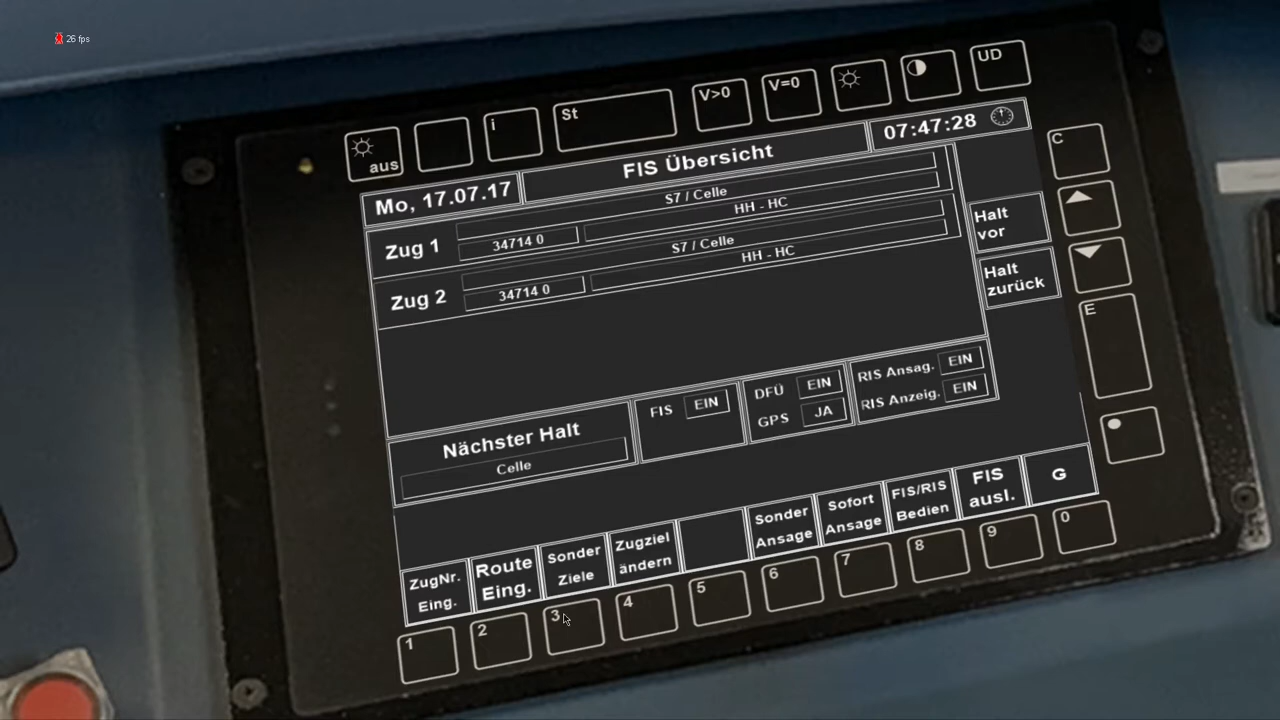 26 fps
aus
i
St
V>0
V=0
UD
Mo, 17.07.17
FIS Übersicht
07:47:28
C
Zug 1
S7 / Celle
34714 0
HH - HC
Halt
vor
Zug 2
S7 / Celle
34714 0
HH - HC
Halt
zurück
E
Nächster Halt
Celle
FIS
EIN
DFÜ
EIN
GPS
JA
RIS Ansag.
EIN
RIS Anzeig.
EIN
ZugNr.
Eing.
Route
Eing.
Sonder
Ziele
Zugziel
ändern
Sonder
Ansage
Sofort
Ansage
FIS/RIS
Bedien
FIS
ausl.
G
1
2
3
4
5
6
7
8
9
0